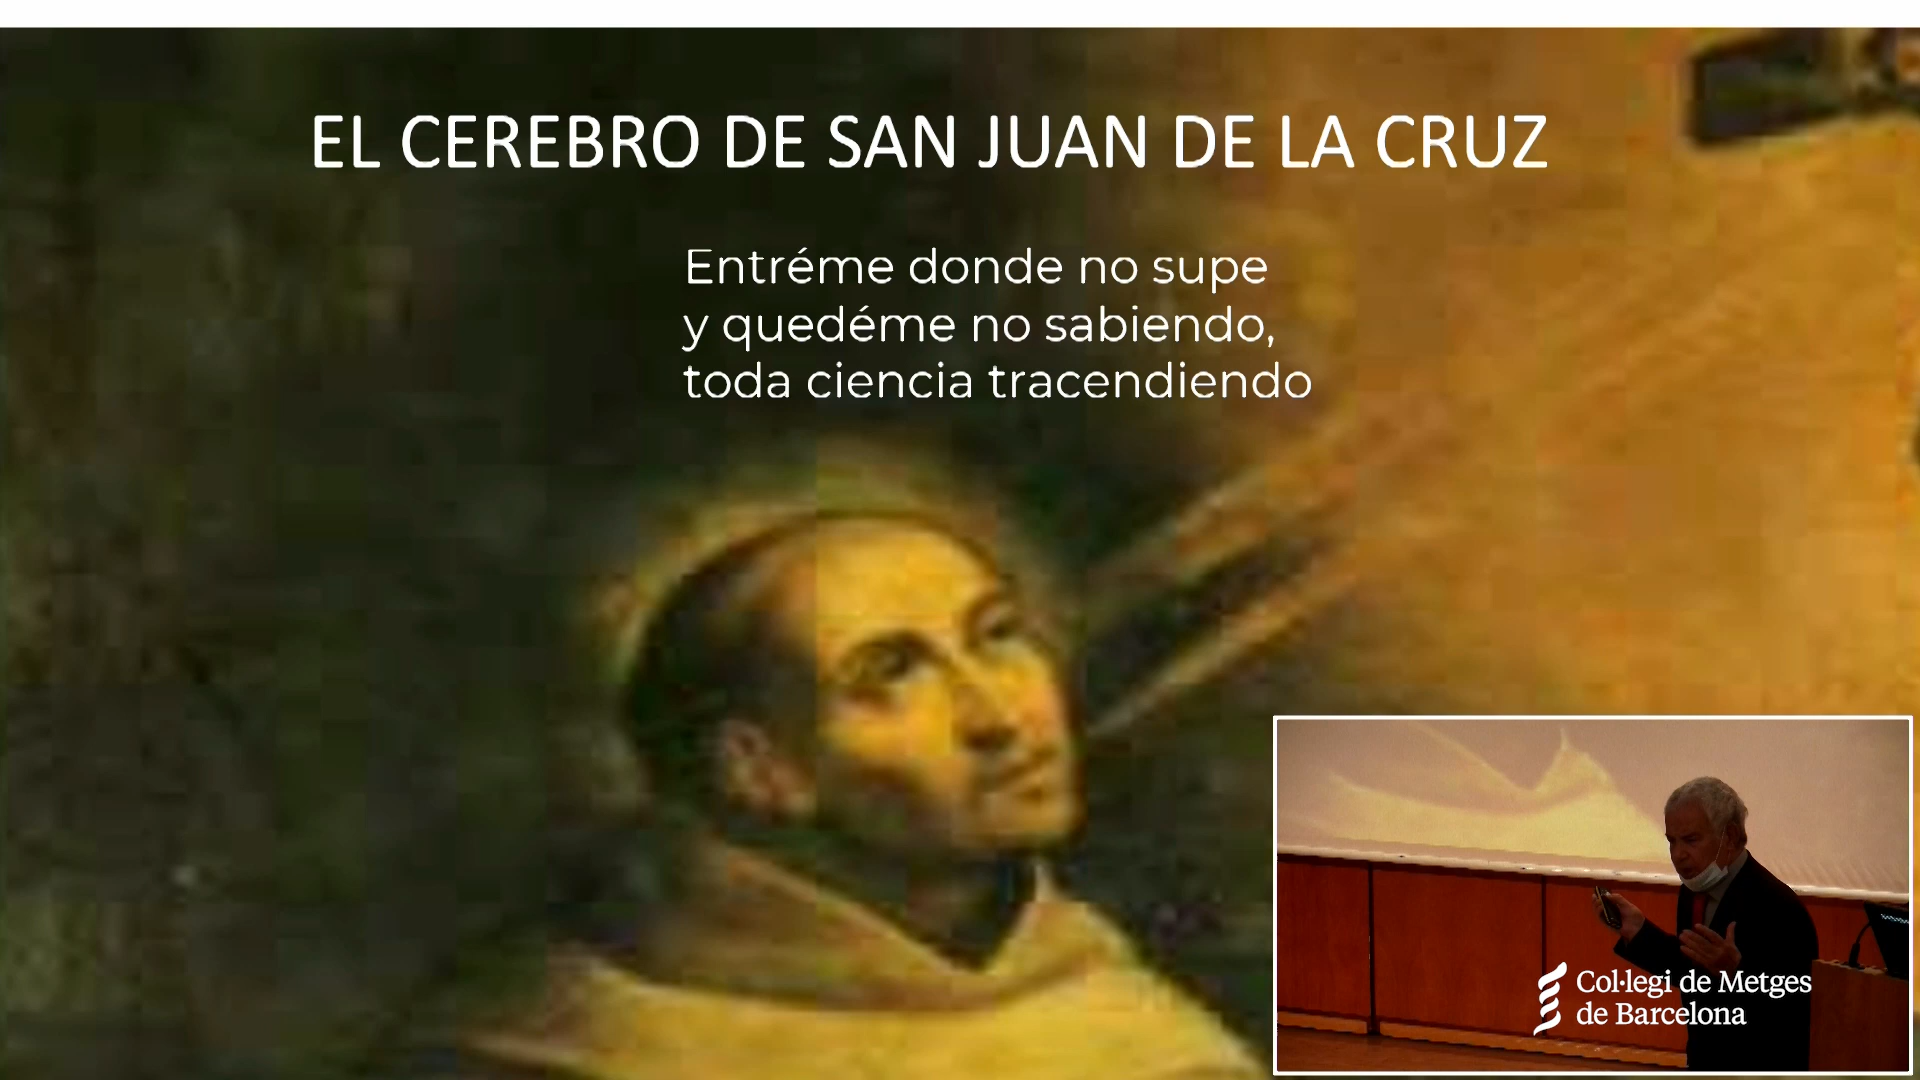 EL CEREBRO DE SAN JUAN DE LA CRUZ
Entréme donde no supe
y quedéme no sabiendo,
toda ciencia tracendiendo
Col·legi de Metges
de Barcelona